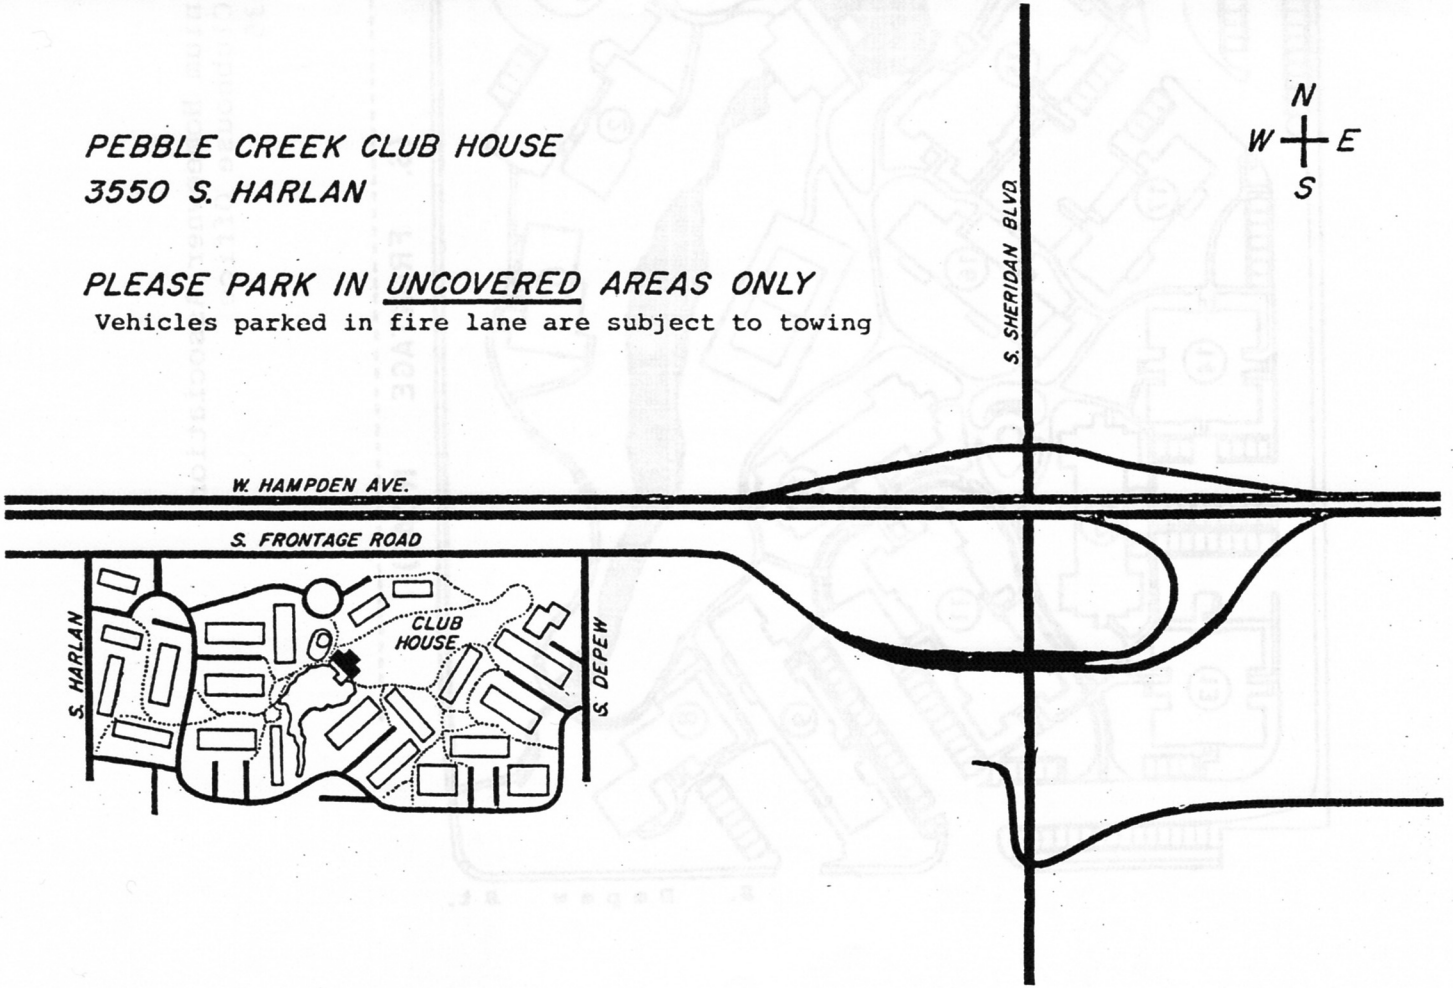 PEBBLE CREEK CLUB HOUSE
3550 S. HARLAN
PLEASE PARK IN UNCOVERED AREAS ONLY
Vehicles parked in fire lane are subject to towing
N
W E
S
S. SHERIDAN BLVD.
W. HAMPDEN AVE.
S. FRONTAGE ROAD
S. HARLAN
CLUB
HOUSE
S. DEPEW